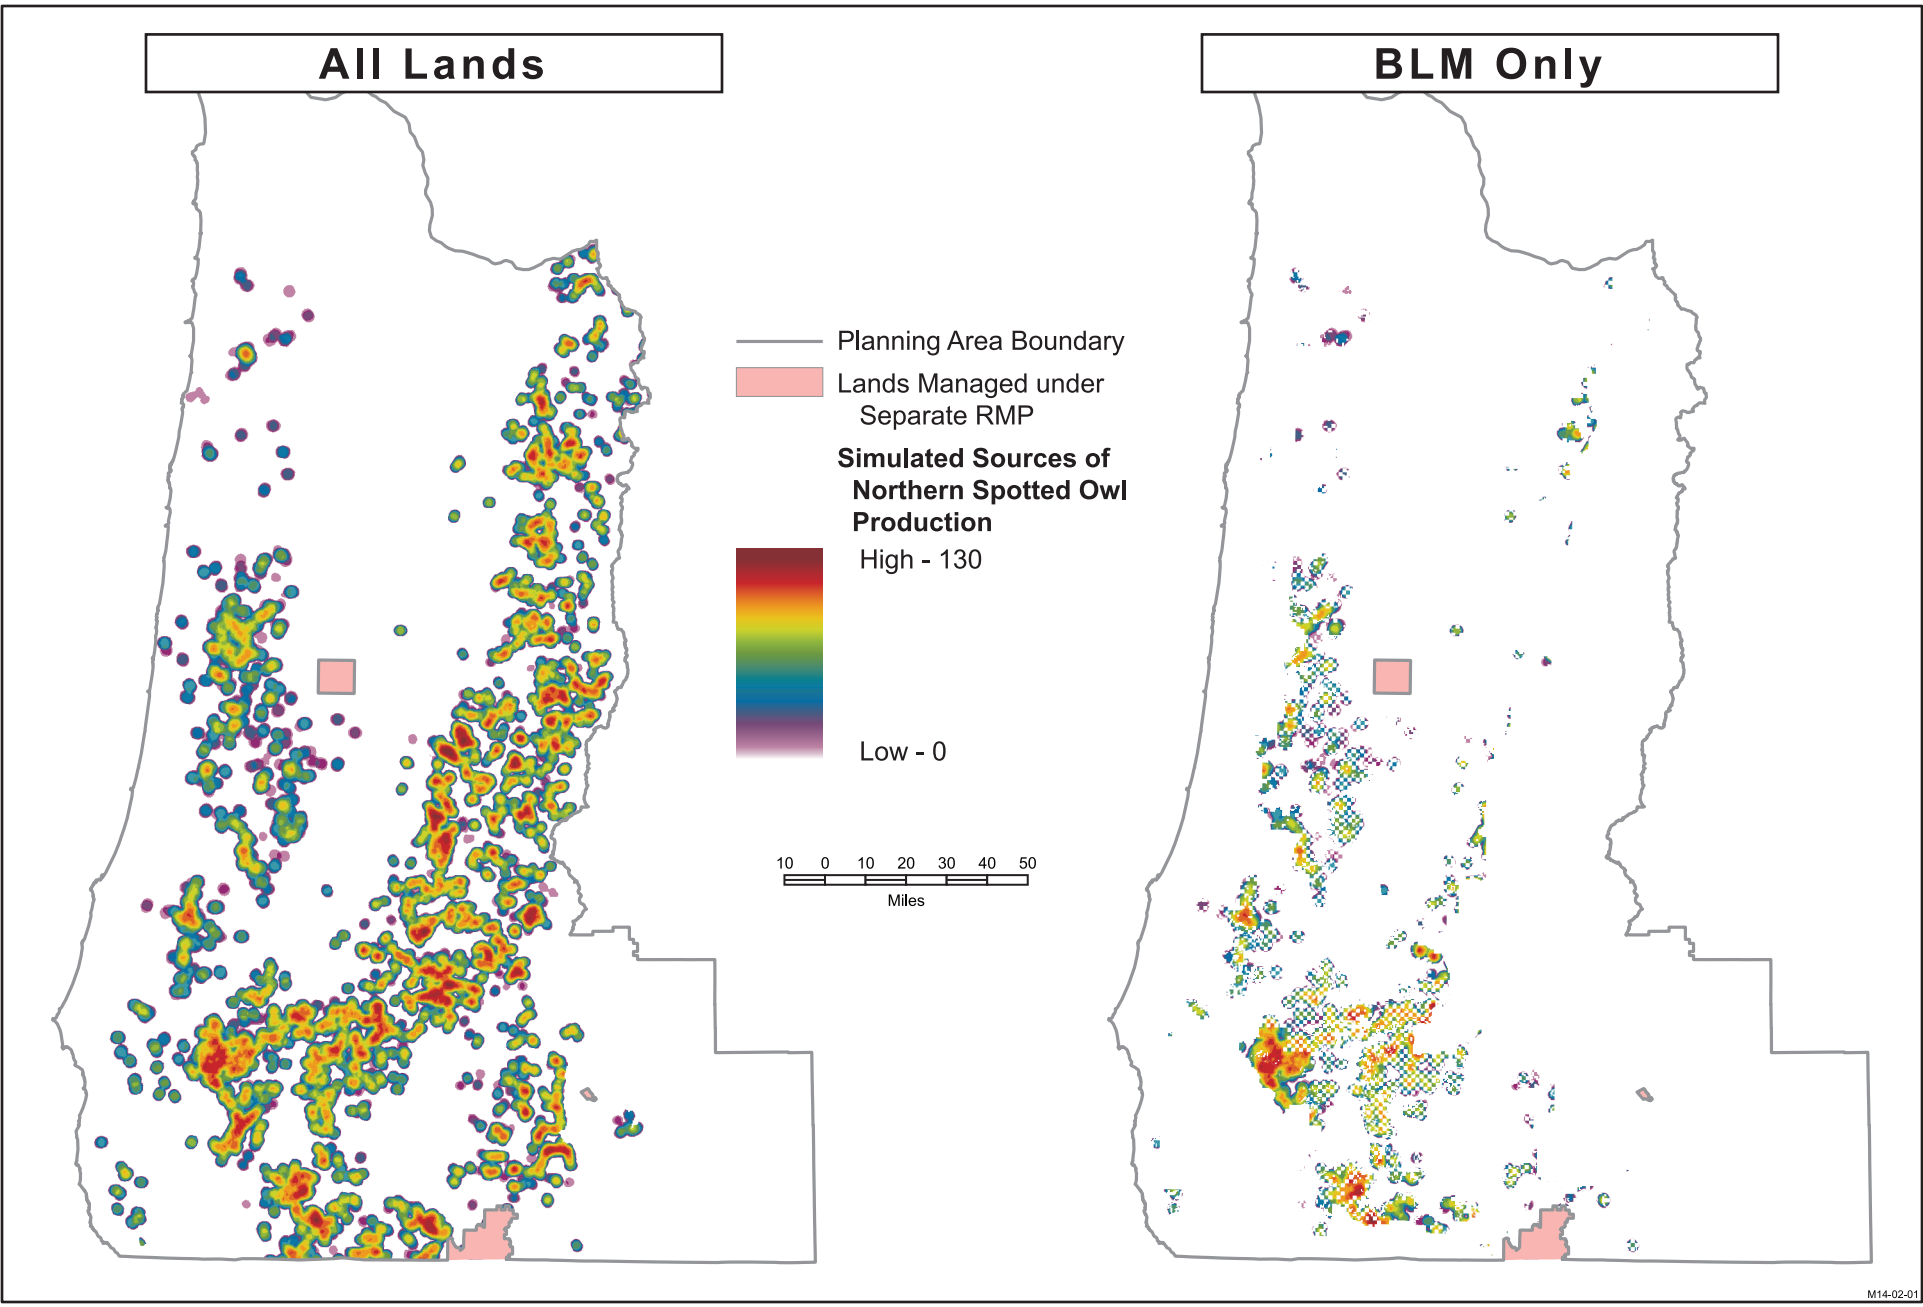 All Lands
BLM Only
Planning Area Boundary
Lands Managed under
Separate RMP
Simulated Sources of
Northern Spotted Owl
Production
High - 130
Low - 0
10 0 10 20 30 40 50
Miles
M14-02-01